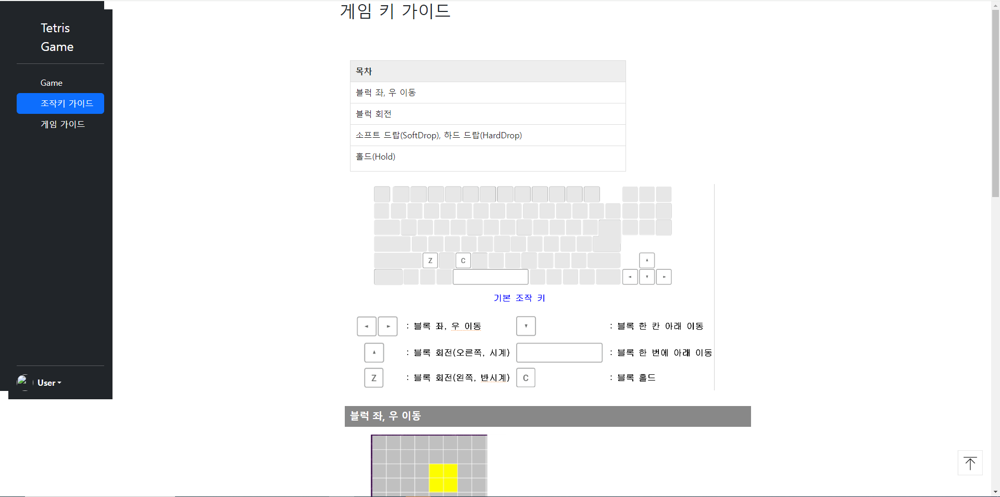 게임 키 가이드
Tetris
Game
Game
조작키 가이드
게임 가이드
User
목차
블럭 좌, 우 이동
블럭 회전
소프트 드랍(SoftDrop), 하드 드랍(HardDrop)
홀드(Hold)
Z
C
기본 조작 키
: 블록 좌, 우 이동
: 블록 한 칸 아래 이동
: 블록 회전(오른쪽, 시계)
: 블록 한 번에 아래 이동
Z : 블록 회전(왼쪽, 반시계)
C : 블록 홀드
블럭 좌, 우 이동